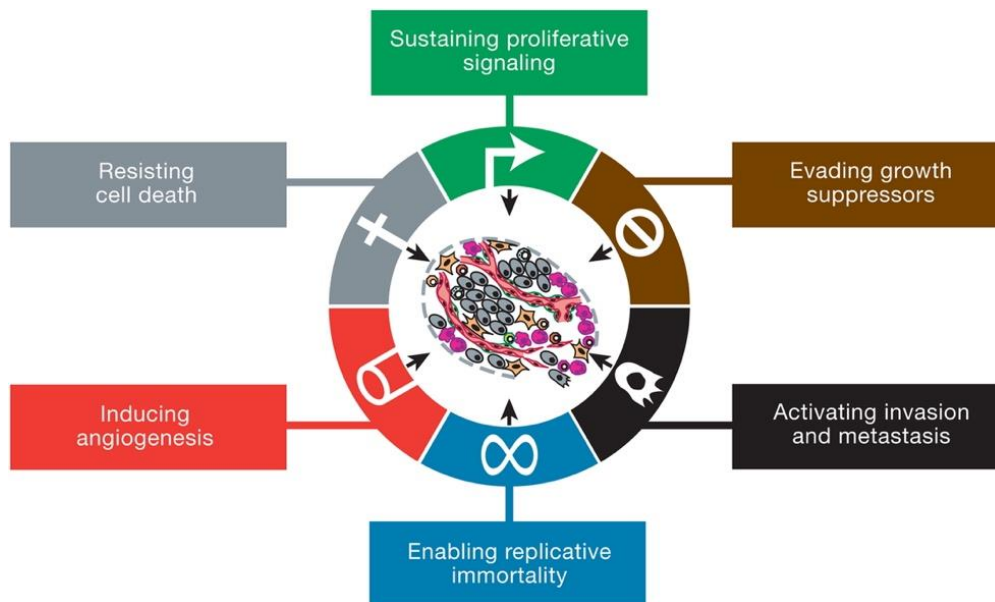 Sustaining proliferative
signaling
Resisting
cell death
Evading growth
suppressors
Inducing
angiogenesis
Activating invasion
and metastasis
Enabling replicative
immortality